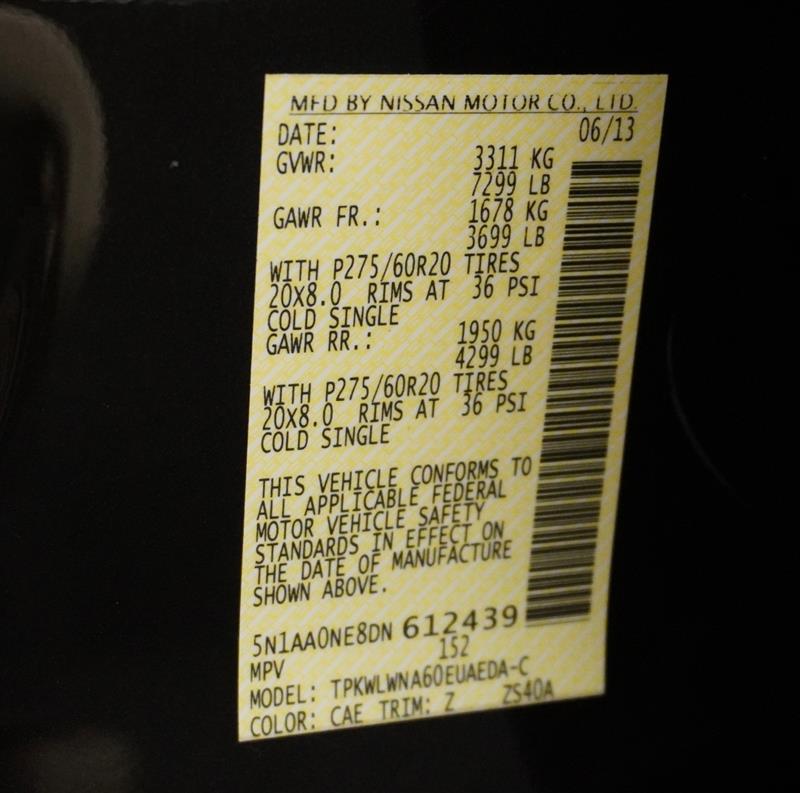 MFD BY NISSAN MOTOR CO., LTD.
DATE: 06/13
GVWR: 3311 KG
7299 LB
GAWR FR.: 1678 KG
3699 LB
WITH P275/60R20 TIRES
20X8.0 RIMS AT 36 PSI
COLD SINGLE
GAWR RR.: 1950 KG
4299 LB
WITH P275/60R20 TIRES
20X8.0 RIMS AT 36 PSI
COLD SINGLE
THIS VEHICLE CONFORMS TO
ALL APPLICABLE FEDERAL
MOTOR VEHICLE SAFETY
STANDARDS IN EFFECT ON
THE DATE OF MANUFACTURE
SHOWN ABOVE.
5N1AA0NE8DN 612439
MPV 152
MODEL: TPKWLWNA60EUAEDA-C
COLOR: CAE TRIM: Z ZS40A